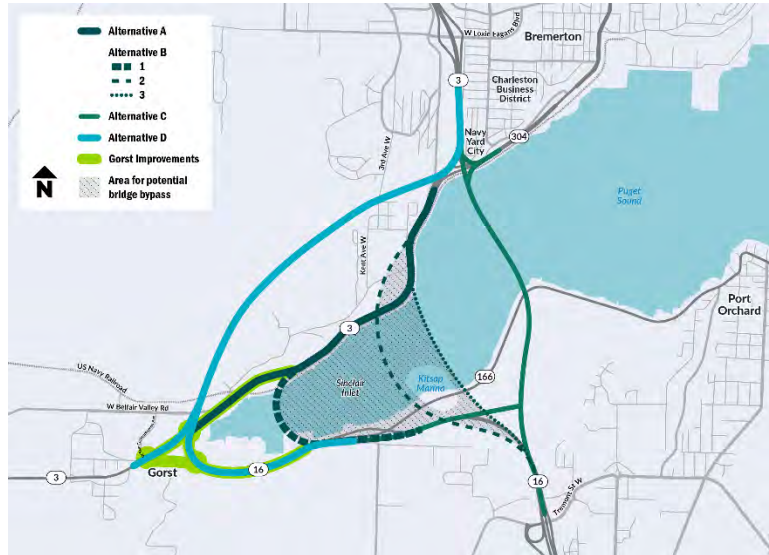 Alternative A
Alternative B
1
2
3
Alternative C
Alternative D
Gorst Improvements
Area for potential
bridge bypass
N
W Loxie Eagans Blvd
Bremerton
3
Charleston
Business
District
Navy
Yard
City
304
3rd Ave W
Puget
Sound
Kent Ave W
Port
Orchard
3
US Navy Railroad
Sinclair
Inlet
Kitsap
Marina
166
W Belfair Valley Rd
Gorst
16
3
16
Tremont St W